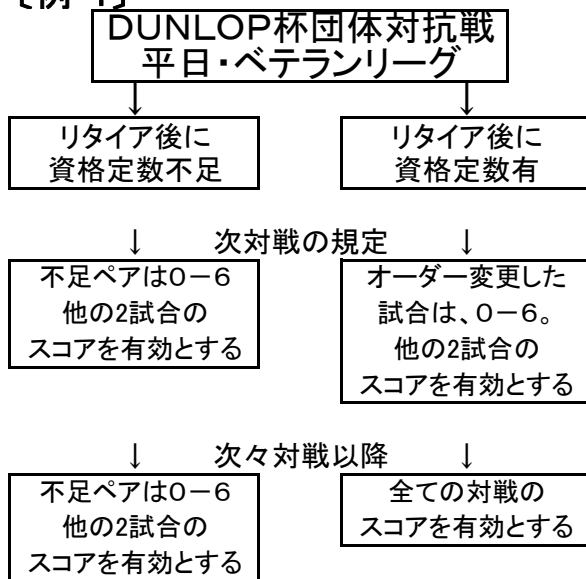 DUNLOP杯団体対抗戦
平日・ベテランリーグ
↓ ↓
リタイア後に
資格定数不足
リタイア後に
資格定数有
↓ 次対戦の規定 ↓
不足ペアは0−6
他の2試合の
スコアを有効とする
オーダー変更した
試合は、0−6。
他の2試合の
スコアを有効とする
↓ 次々対戦以降 ↓
不足ペアは0−6
他の2試合の
スコアを有効とする
全ての対戦の
スコアを有効とする